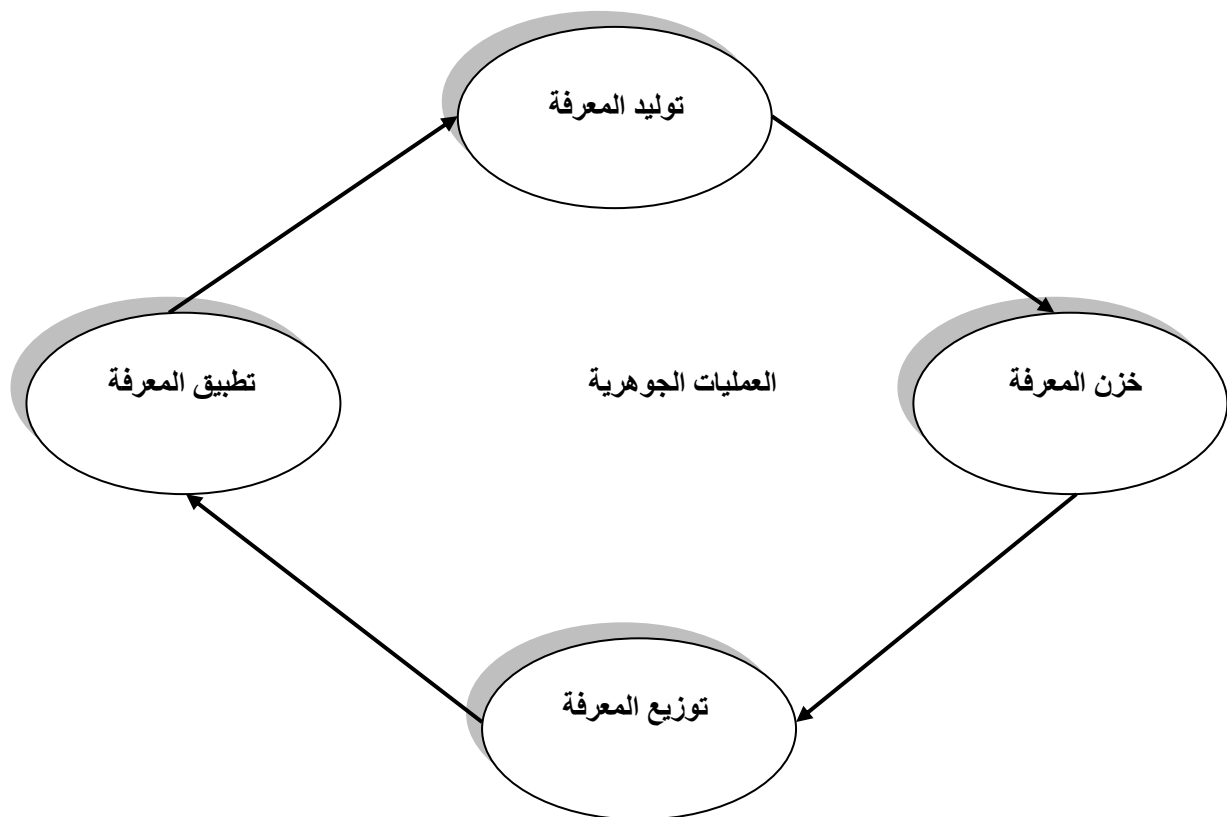 توليد المعرفة
خزن المعرفة
العمليات الجوهرية
تطبيق المعرفة
توزيع المعرفة